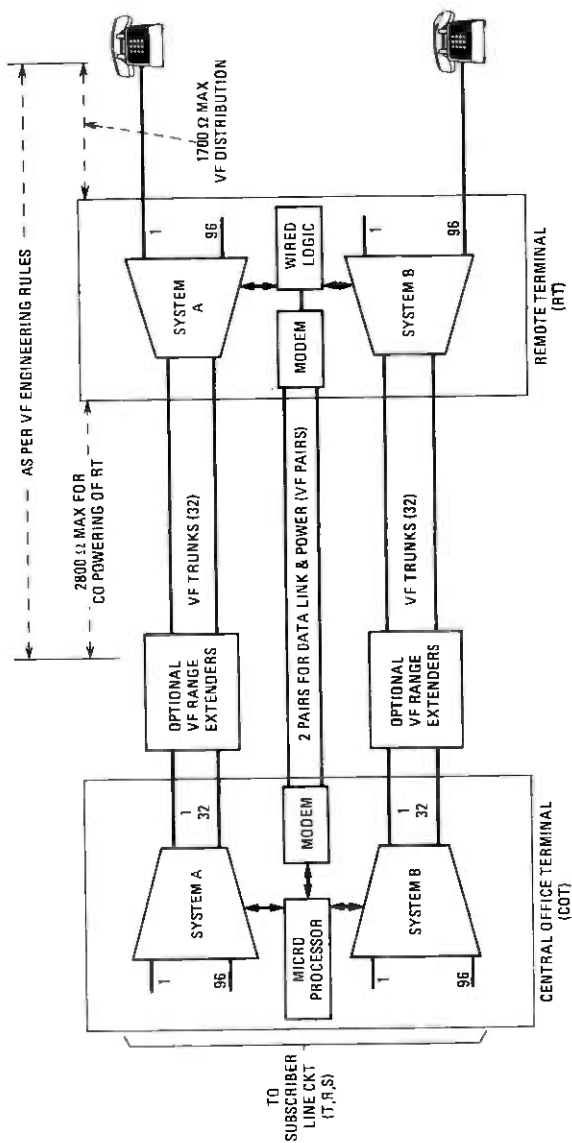 AS PER VF ENGINEERING RULES
2800 Ω MAX FOR
CO POWERING OF RT
1700 Ω MAX
VF DISTRIBUTION
TO
SUBSCRIBER
LINE CKT
(T,R,S)
1
96
SYSTEM A
1
32
OPTIONAL
VF RANGE
EXTENDERS
VF TRUNKS (32)
SYSTEM
A
1
96
MICRO
PROCESSOR
MODEM
2 PAIRS FOR DATA LINK & POWER (VF PAIRS)
MODEM
WIRED
LOGIC
1
96
SYSTEM B
1
32
OPTIONAL
VF RANGE
EXTENDERS
VF TRUNKS (32)
SYSTEM B
1
96
CENTRAL OFFICE TERMINAL
(COT)
REMOTE TERMINAL
(RT)